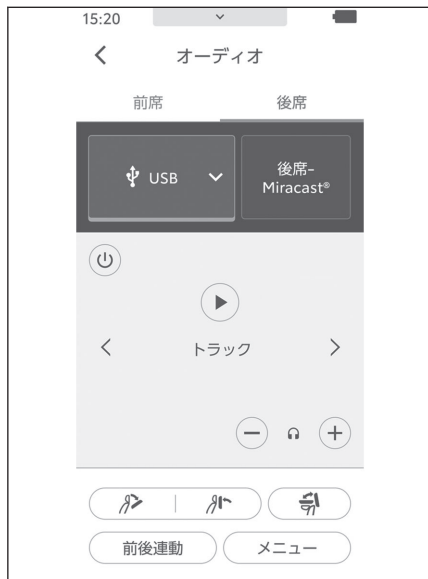 15:20
オーディオ
前席 後席
USB
後席-
Miracast®
トラック
前後連動 メニュー